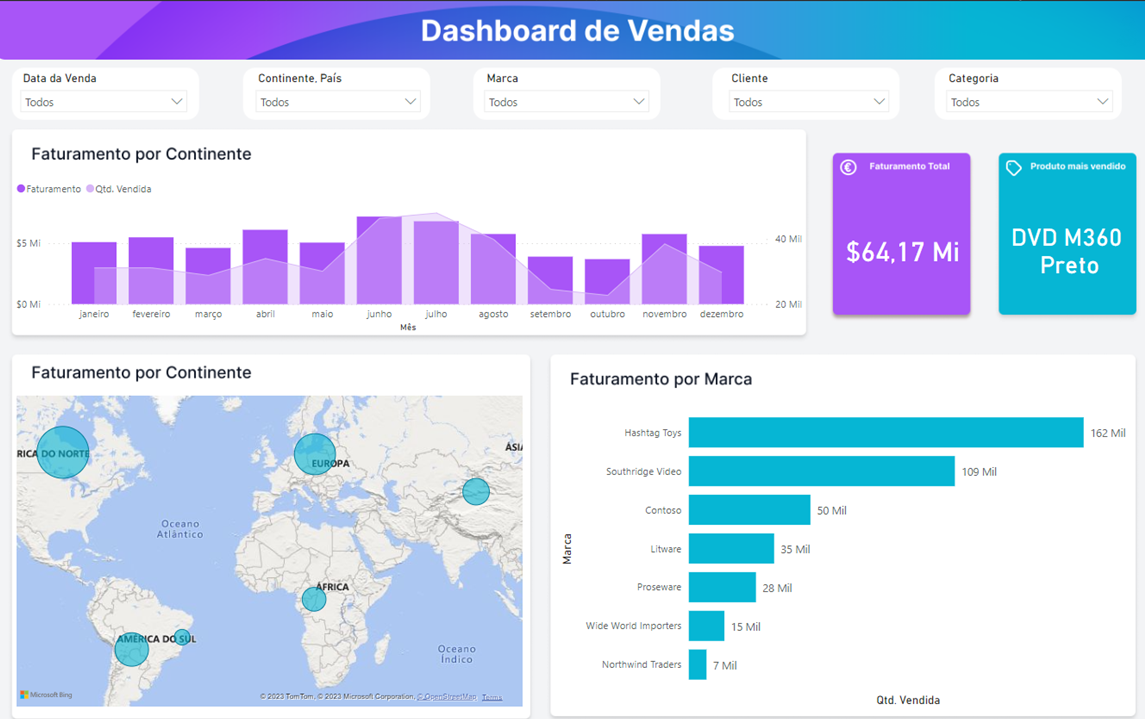 Dashboard de Vendas
Data da Venda
Todos
Continente, País
Todos
Marca
Todos
Cliente
Todos
Categoria
Todos
Faturamento por Continente
Faturamento Qtd. Vendida
$5 Mi
$0 Mi
40 Mil
20 Mil
janeiro fevereiro março abril maio junho julho agosto setembro outubro novembro dezembro
Mês
Faturamento Total
$64,17 Mi
Produto mais vendido
DVD M360
Preto
Faturamento por Continente
RICA DO NORTE
EUROPA
ÁSIA
Oceano
Atlântico
ÁFRICA
AMÉRICA DO SUL
Oceano
Índico
Microsoft Bing
© 2023 TomTom, © 2023 Microsoft Corporation, © OpenStreetMap Terms
Faturamento por Marca
Marca
Hashtag Toys 162 Mil
Southridge Video 109 Mil
Contoso 50 Mil
Litware 35 Mil
Proseware 28 Mil
Wide World Importers 15 Mil
Northwind Traders 7 Mil
Qtd. Vendida